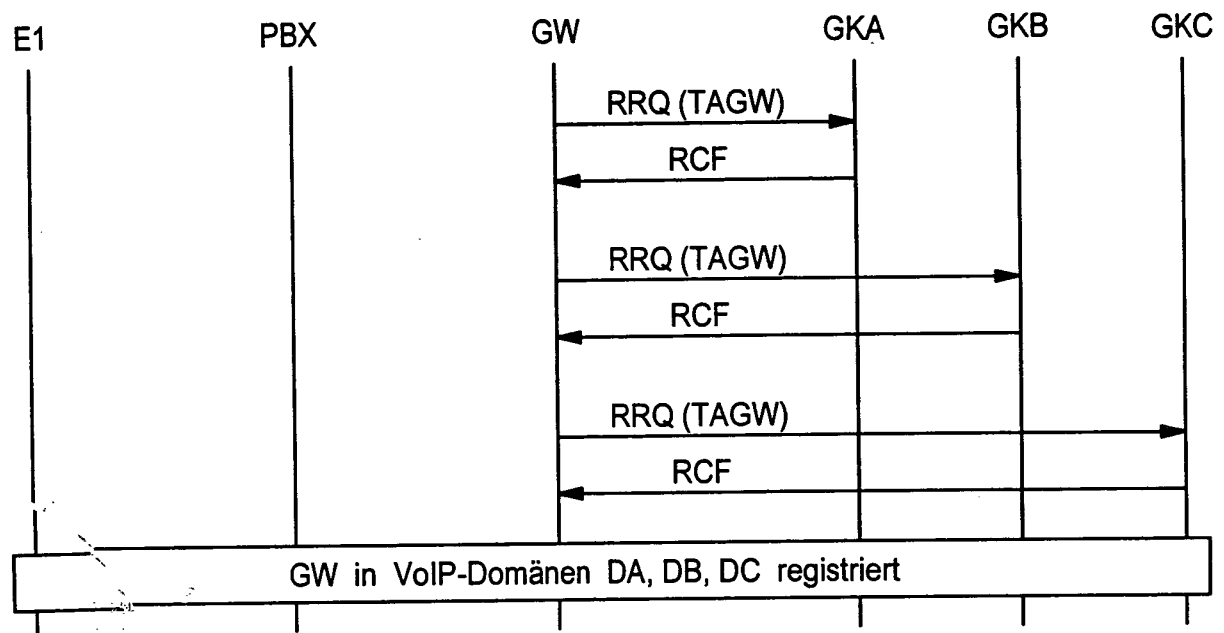 E1 PBX GW GKA GKB GKC
RRQ (TAGW)
RCF
RRQ (TAGW)
RCF
RRQ (TAGW)
RCF
GW in VoIP-Domänen DA, DB, DC registriert